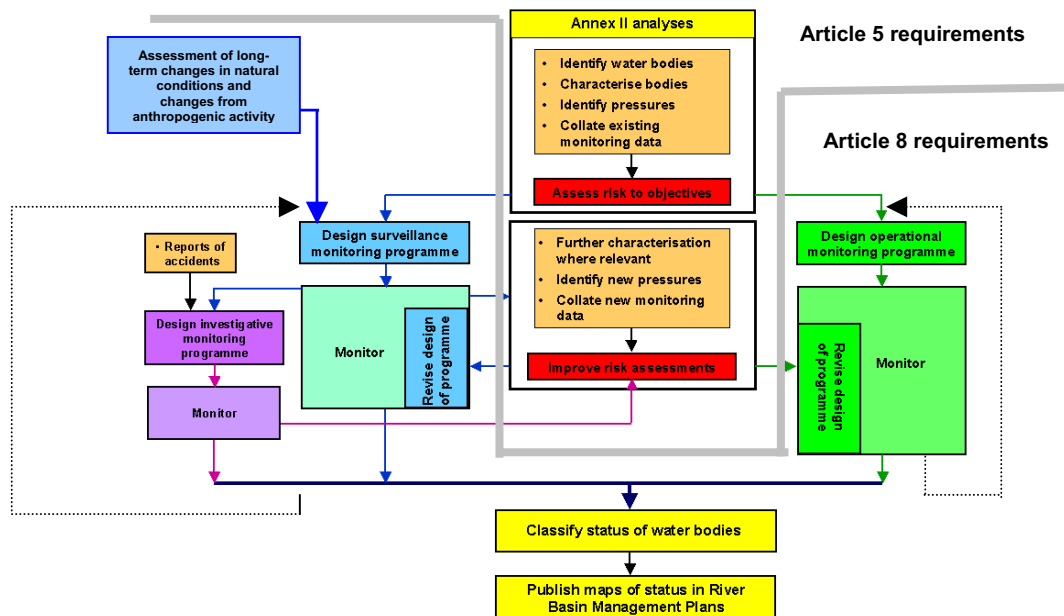 Annex II analyses
Article 5 requirements
Assessment of long-
term changes in natural
conditions and
changes from
anthropogenic activity
• Identify water bodies
• Characterise bodies
• Identify pressures
• Collate existing
monitoring data
Article 8 requirements
Assess risk to objectives
Design surveillance
monitoring programme
• Reports of
accidents
• Further characterisation
where relevant
• Identify new pressures
• Collate new monitoring
data
Design operational
monitoring programme
Design investigative
monitoring
programme
Monitor
Revise design
of programme
Improve risk assessments
Revise design
of programme
Monitor
Monitor
Classify status of water bodies
Publish maps of status in River
Basin Management Plans